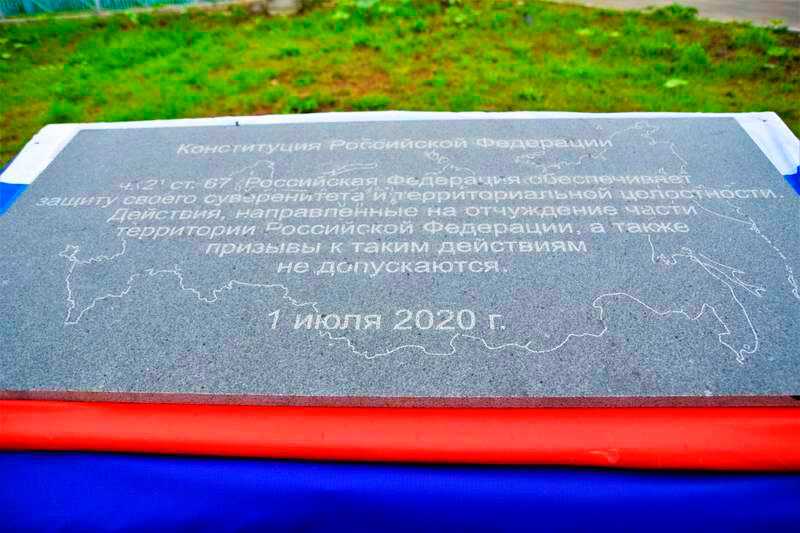 Конституция Российской Федерации
ч. 2¹ ст. 67. Российская Федерация обеспечивает
защиту своего суверенитета и территориальной целостности.
Действия, направленные на отчуждение части
территории Российской Федерации, а также
призывы к таким действиям
не допускаются.
1 июля 2020 г.